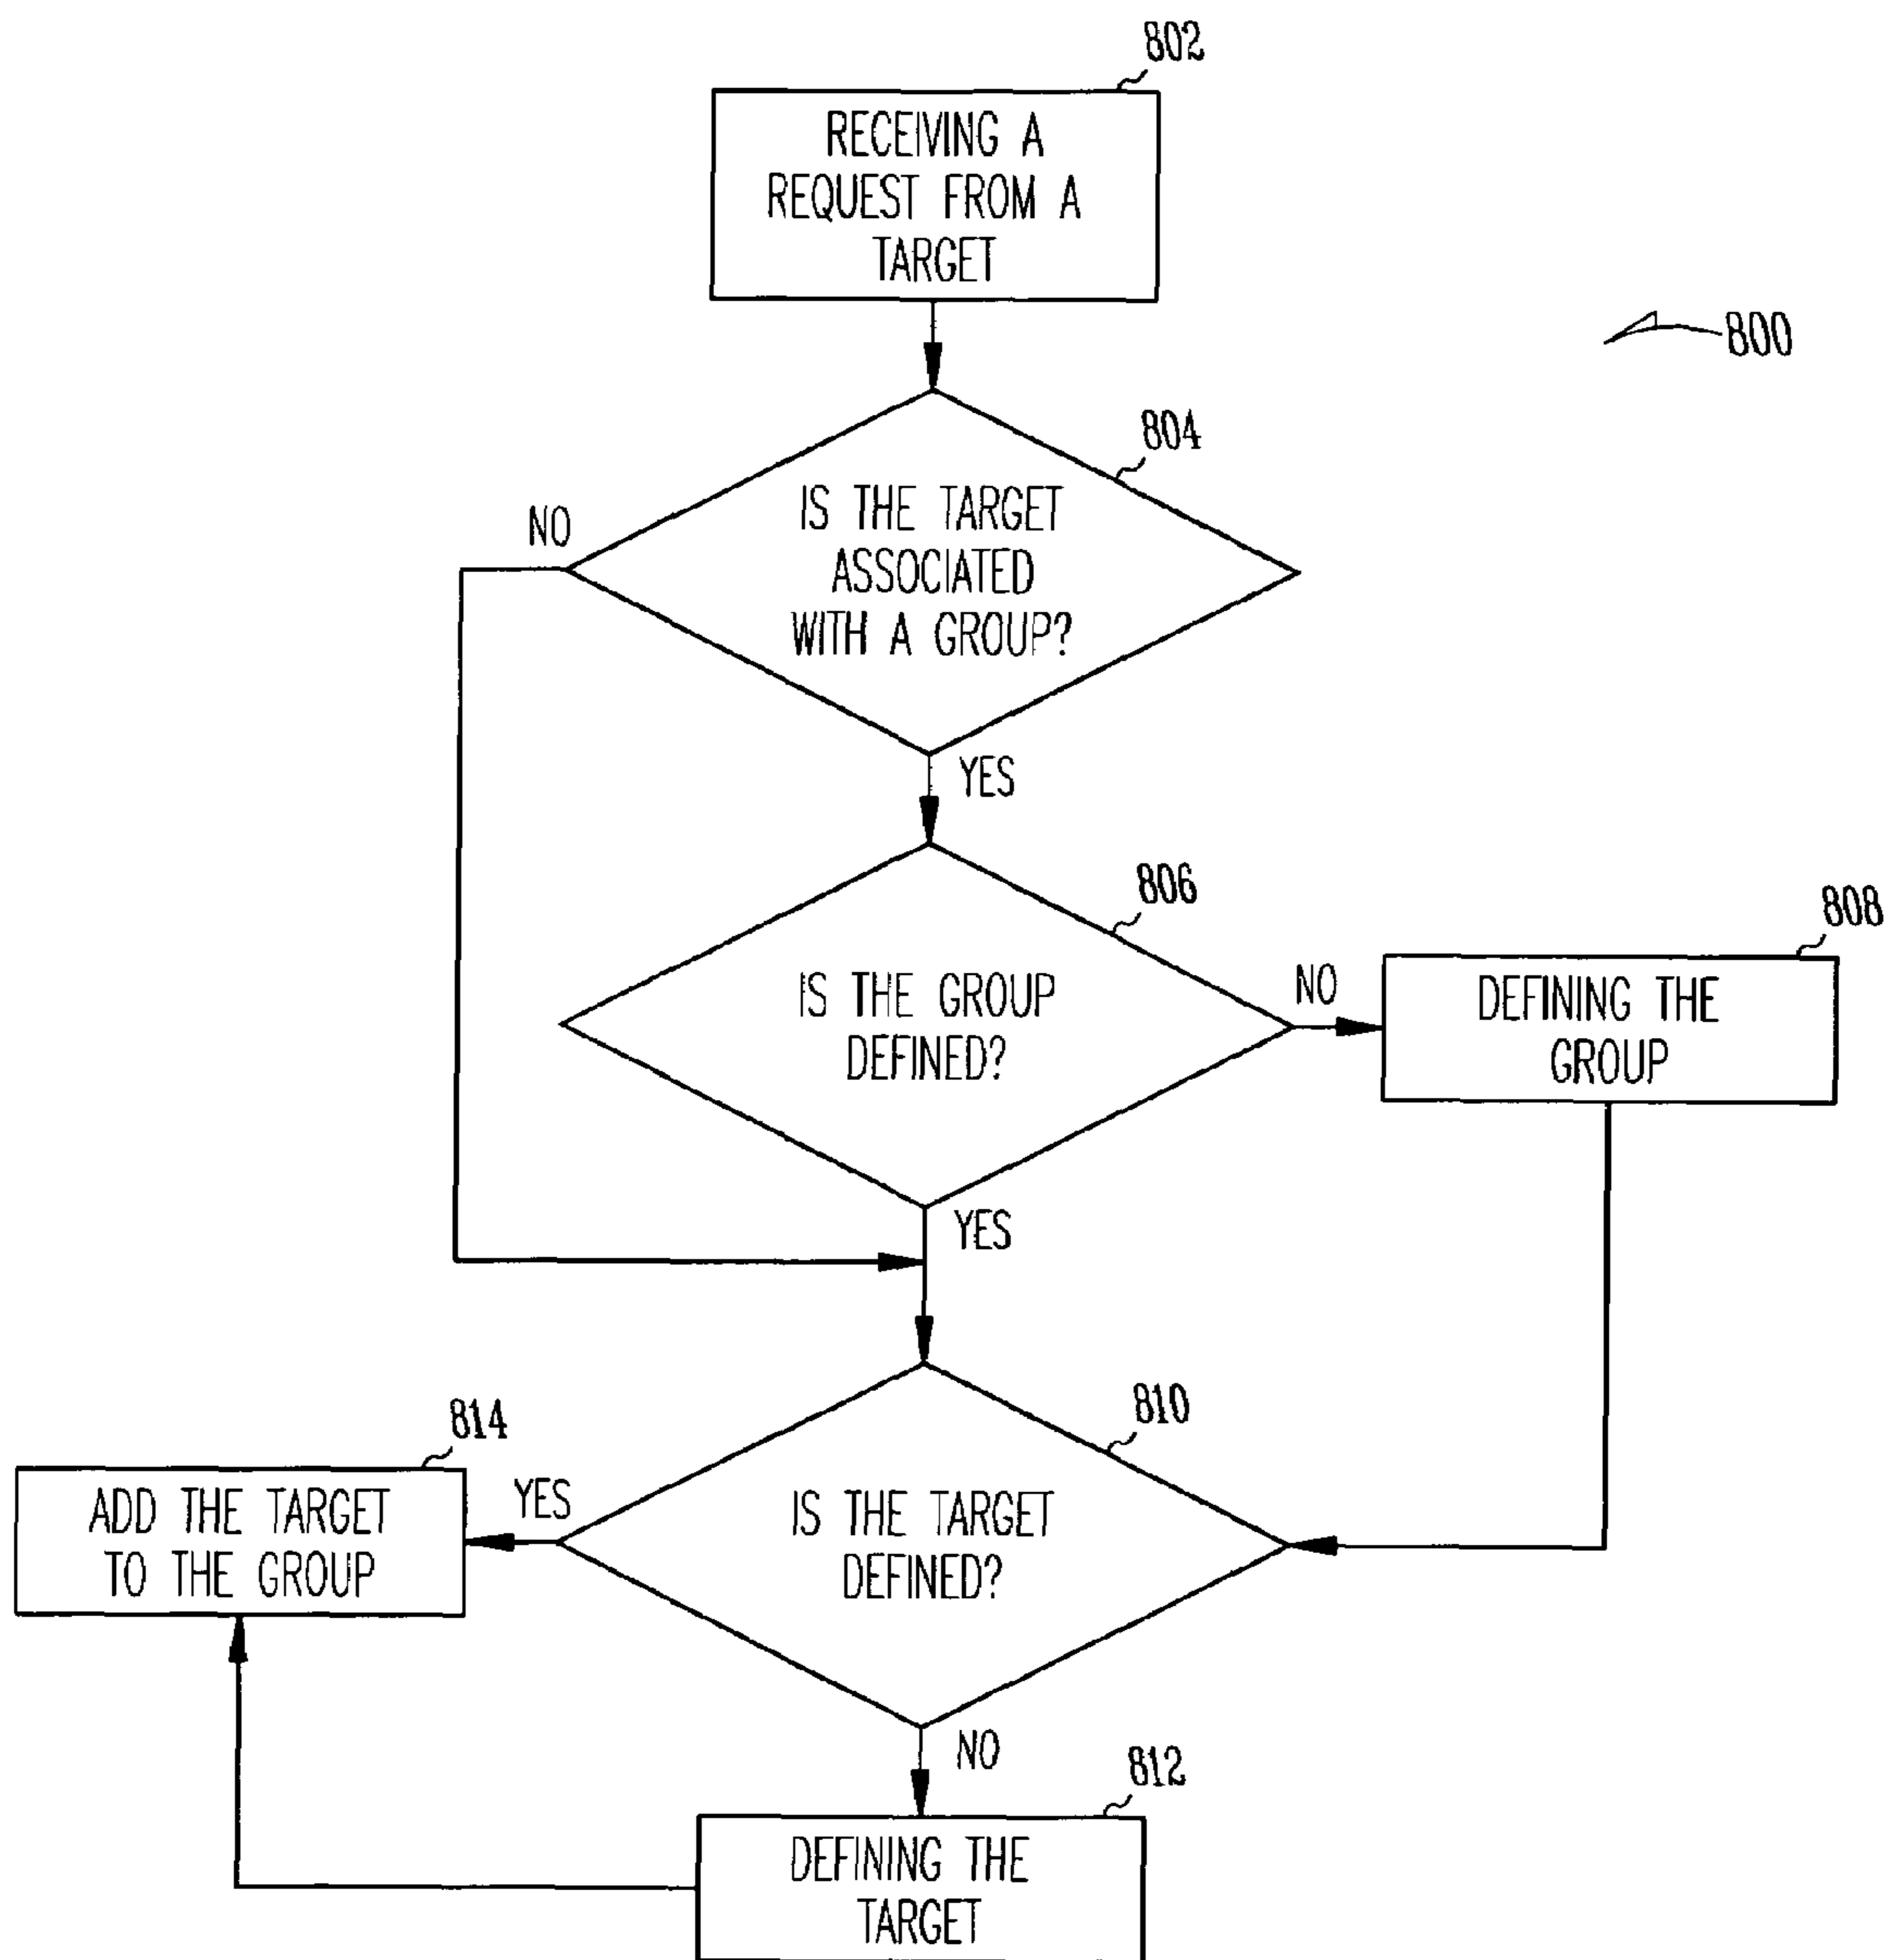 802
RECEIVING A
REQUEST FROM A
TARGET
800
804
NO
IS THE TARGET
ASSOCIATED
WITH A GROUP?
YES
806
808
IS THE GROUP
DEFINED?
NO
DEFINING THE
GROUP
YES
810
814
ADD THE TARGET
TO THE GROUP
YES
IS THE TARGET
DEFINED?
NO
812
DEFINING THE
TARGET